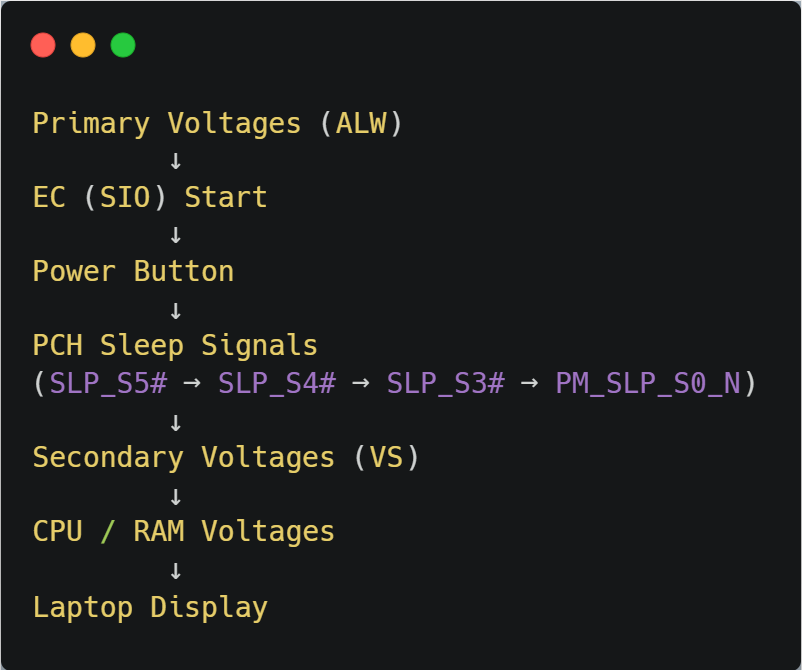 Primary Voltages (ALW)
↓
EC (SIO) Start
↓
Power Button
↓
PCH Sleep Signals
(SLP_S5# → SLP_S4# → SLP_S3# → PM_SLP_S0_N)
↓
Secondary Voltages (VS)
↓
CPU / RAM Voltages
↓
Laptop Display